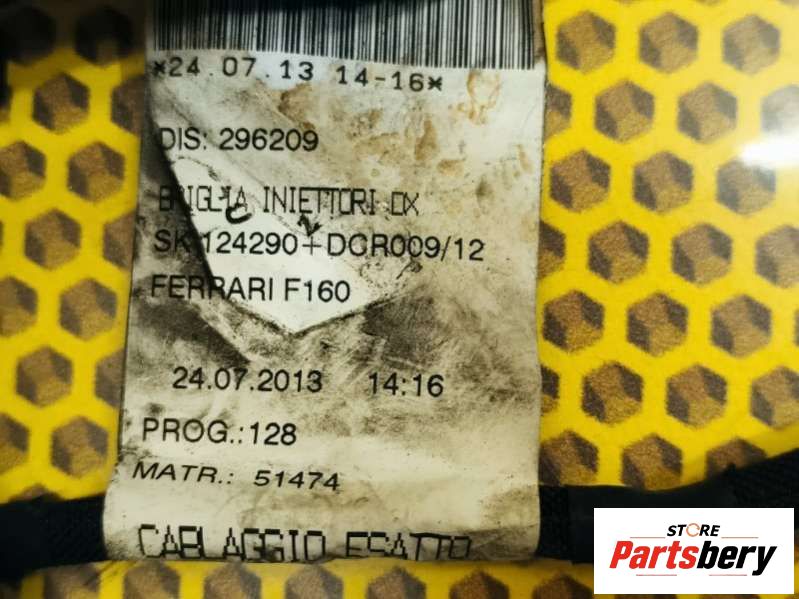 *24.07.13 14-16*
DIS: 296209
BRIGLIA INIETTORI DX
SK 124290+DCR009/12
FERRARI F160
24.07.2013 14:16
PROG.:128
MATR.: 51474
CABLAGGIO ESATTO
STORE
Partsbery